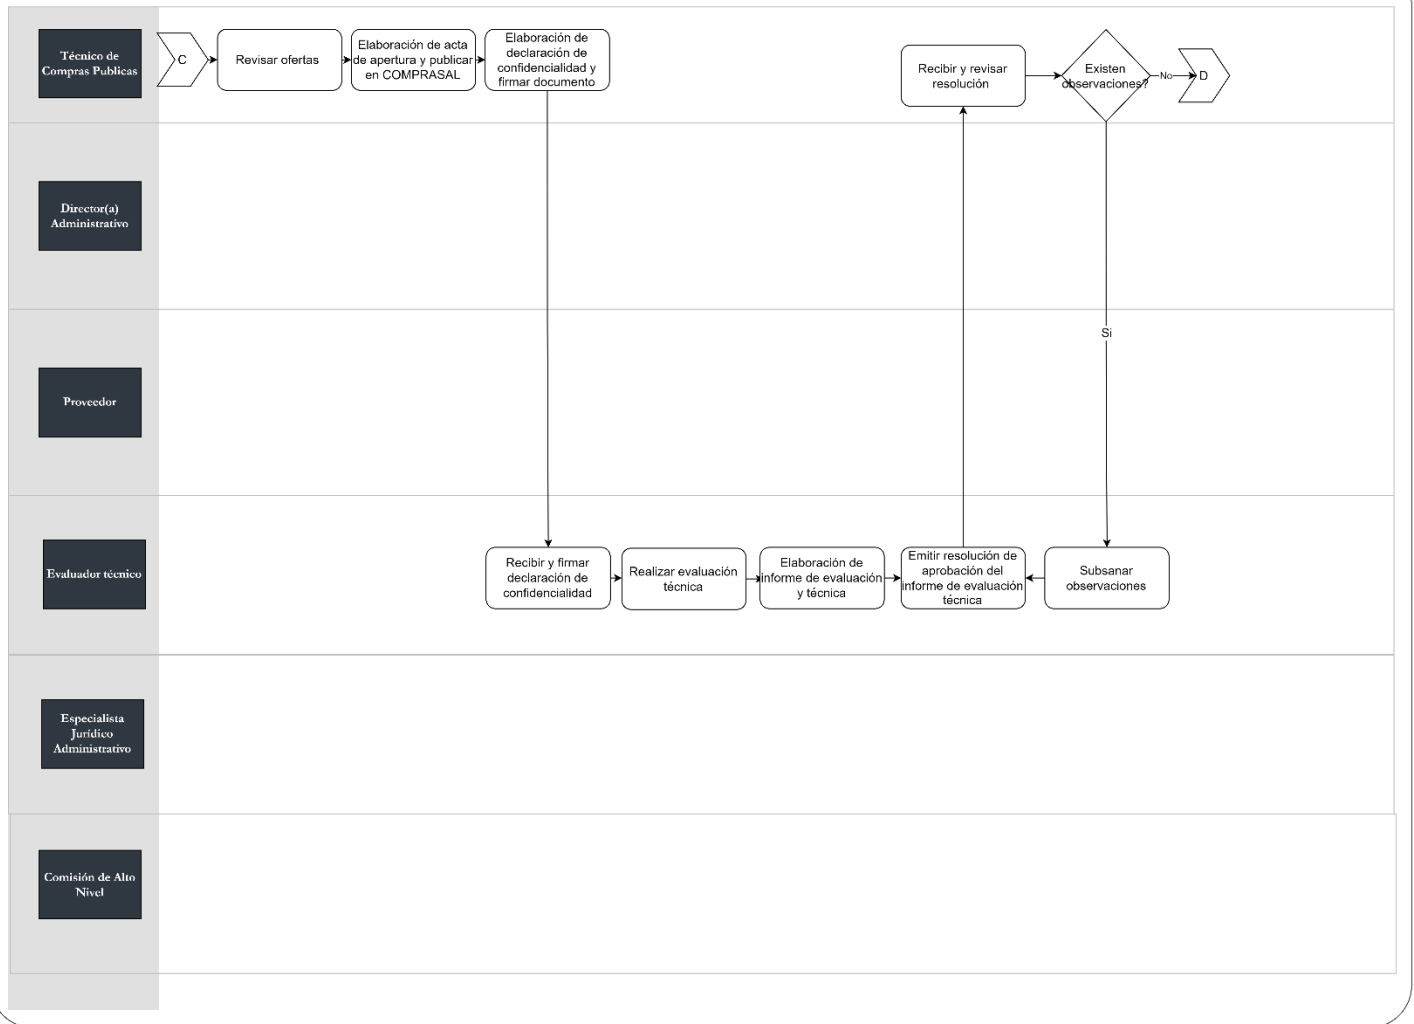 Técnico de
Compras Publicas
C
Revisar ofertas
Elaboración de acta
de apertura y publicar
en COMPRASAL
Elaboración de
declaración de
confidencialidad y
firmar documento
Recibir y revisar
resolución
Existen
observaciones?
No
D
Director(a)
Administrativo
Si
Proveedor
Evaluador técnico
Recibir y firmar
declaración de
confidencialidad
Realizar evaluación
técnica
Elaboración de
informe de evaluación
y técnica
Emitir resolución de
aprobación del
informe de evaluación
técnica
Subsanar
observaciones
Especialista
Jurídico
Administrativo
Comisión de Alto
Nivel